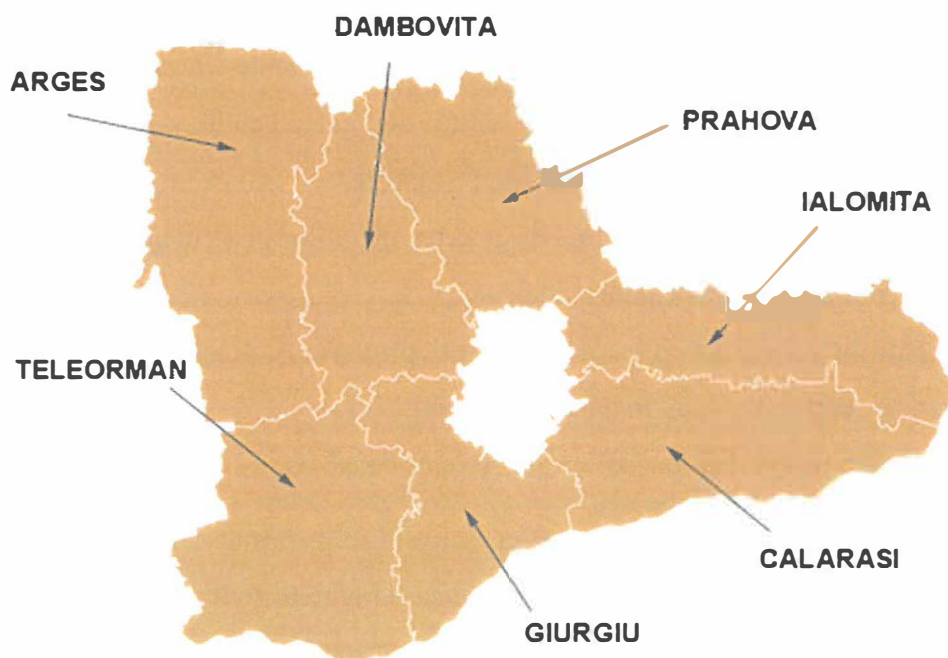 DAMBOVITA
ARGES
PRAHOVA
IALOMITA
TELEORMAN
CALARASI
GIURGIU